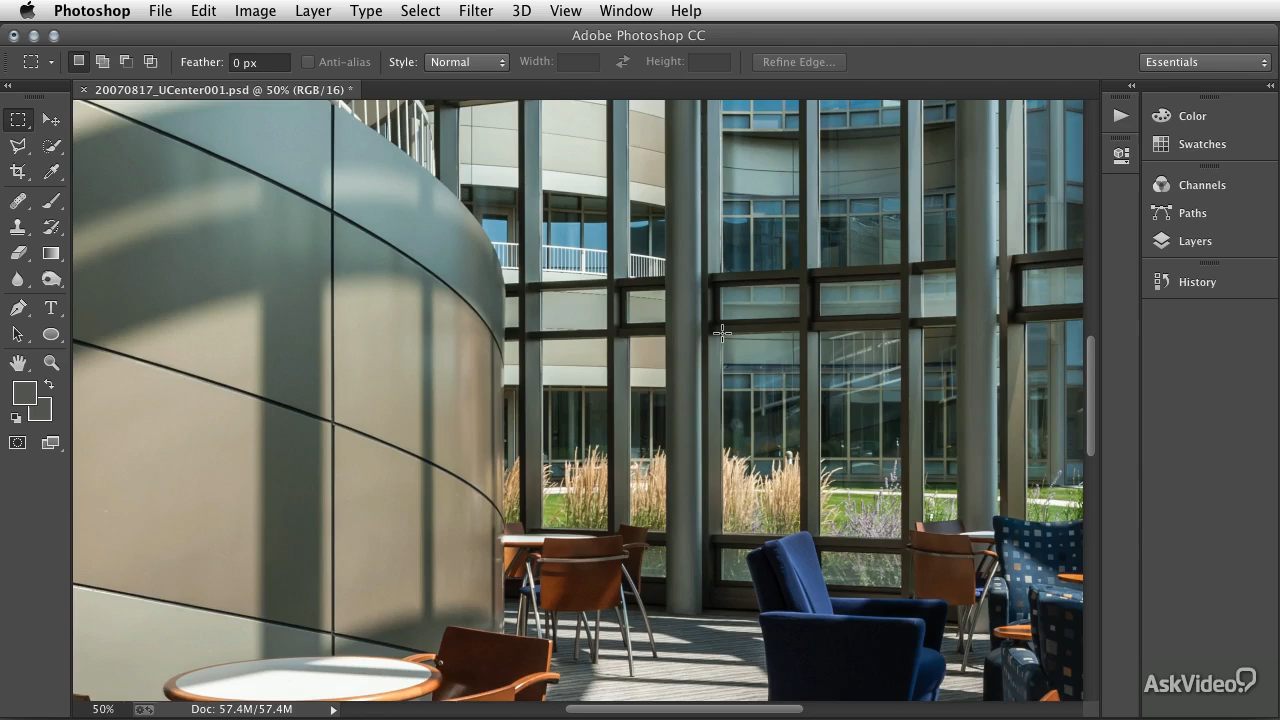 Photoshop File Edit Image Layer Type Select Filter 3D View Window Help
Adobe Photoshop CC
Feather: 0 px Anti-alias Style: Normal Width: Height: Refine Edge... Essentials
20070817_UCenter001.psd @ 50% (RGB/16) *
Color
Swatches
Channels
Paths
Layers
History
AskVideo
50% Doc: 57.4M/57.4M